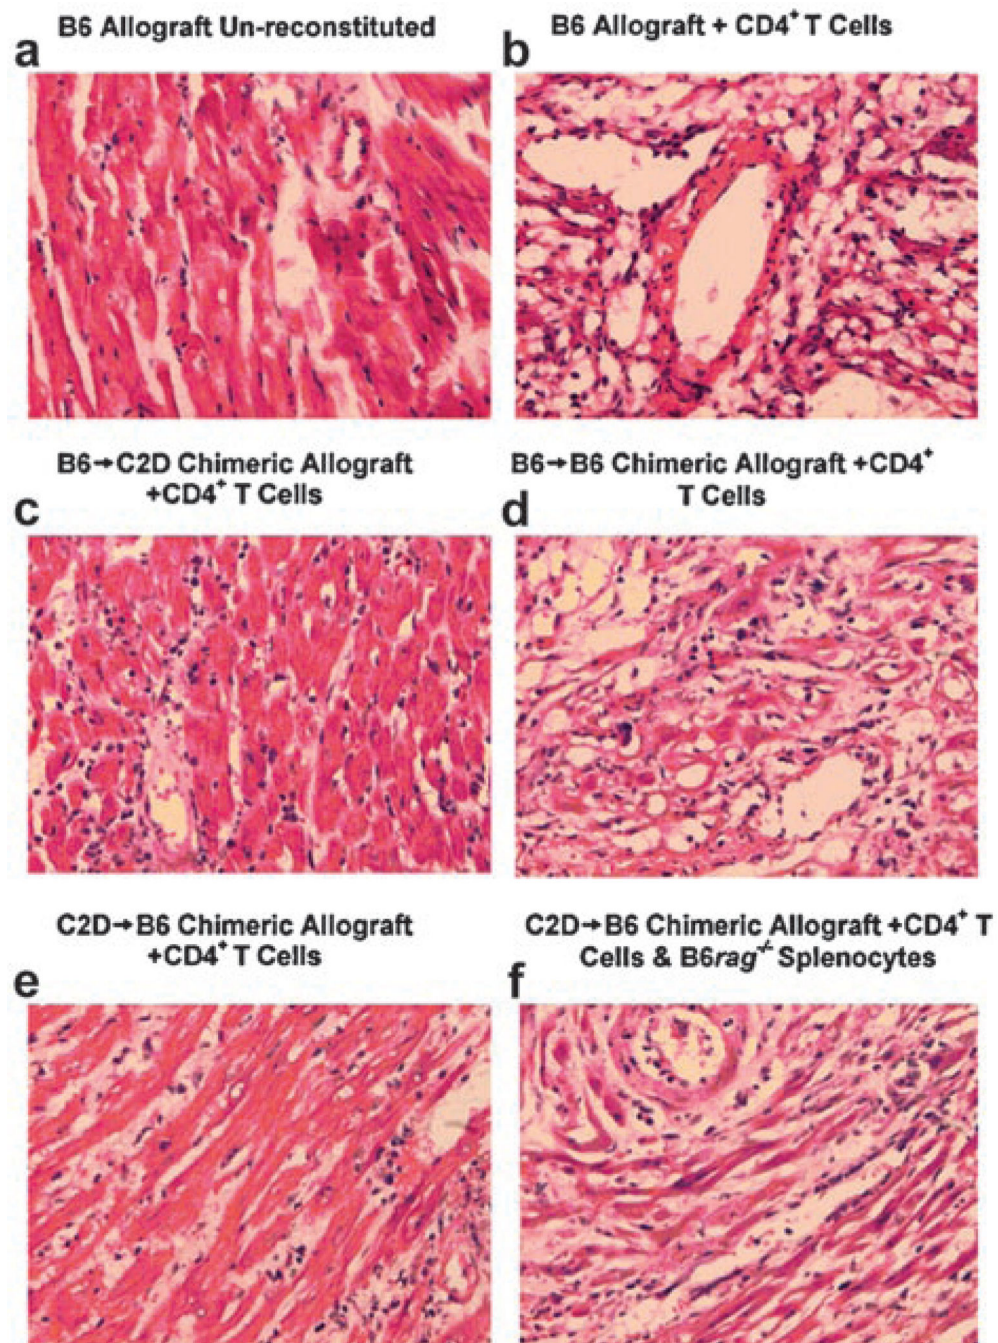 B6 Allograft Un-reconstituted
a
B6 Allograft + CD4⁺ T Cells
b
B6→C2D Chimeric Allograft
+CD4⁺ T Cells
c
B6→B6 Chimeric Allograft +CD4⁺
T Cells
d
C2D→B6 Chimeric Allograft
+CD4⁺ T Cells
e
C2D→B6 Chimeric Allograft +CD4⁺ T
Cells & B6rag⁻/⁻ Splenocytes
f